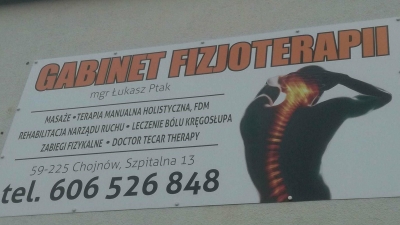 GABINET FIZJOTERAPII
mgr Łukasz Ptak
MASAŻE • TERAPIA MANUALNA HOLISTYCZNA, FDM
REHABILITACJA NARZĄDU RUCHU • LECZENIE BÓLU KRĘGOSŁUPA
ZABIEGI FIZYKALNE • DOCTOR TECAR THERAPY
59-225 Chojnów, Szpitalna 13
tel. 606 526 848